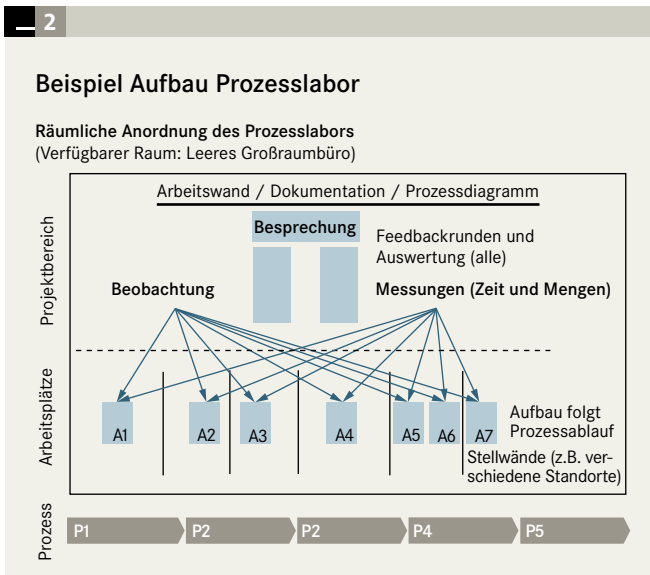 2
Beispiel Aufbau Prozesslabor
Räumliche Anordnung des Prozesslabors
(Verfügbarer Raum: Leeres Großraumbüro)
Projektbereich
Arbeitswand / Dokumentation / Prozessdiagramm
Besprechung
Feedbackrunden und
Auswertung (alle)
Beobachtung
Messungen (Zeit und Mengen)
Arbeitsplätze
A1
A2
A3
A4
A5
A6
A7
Aufbau folgt
Prozessablauf
Stellwände (z.B. ver-
schiedene Standorte)
Prozess
P1
P2
P2
P4
P5